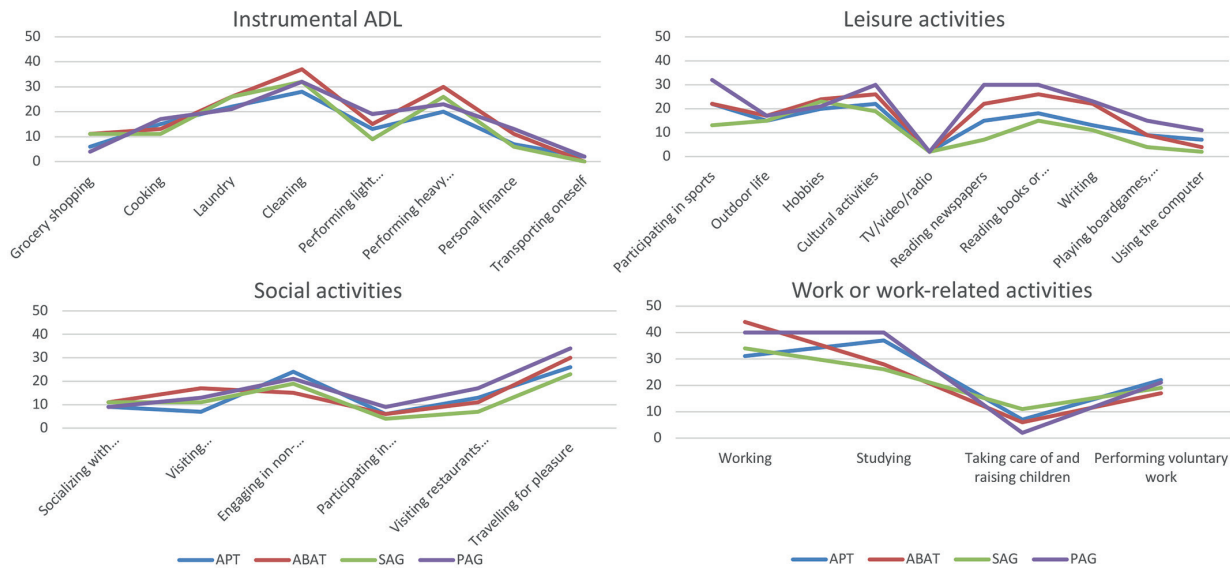 Instrumental ADL
50
40
30
20
10
0
Grocery shopping
Cooking
Laundry
Cleaning
Performing light...
Performing heavy...
Personal finance
Transporting oneself
Leisure activities
50
40
30
20
10
0
Participating in sports
Outdoor life
Hobbies
Cultural activities
TV/video/radio
Reading newspapers
Reading books or...
Writing
Playing boardgames,...
Using the computer
Social activities
50
40
30
20
10
0
Socializing with...
Visiting...
Engaging in non-...
Participating in...
Visiting restaurants...
Travelling for pleasure
APT ABAT SAG PAG
Work or work-related activities
50
40
30
20
10
0
Working
Studying
Taking care of and
raising children
Performing voluntary
work
APT ABAT SAG PAG